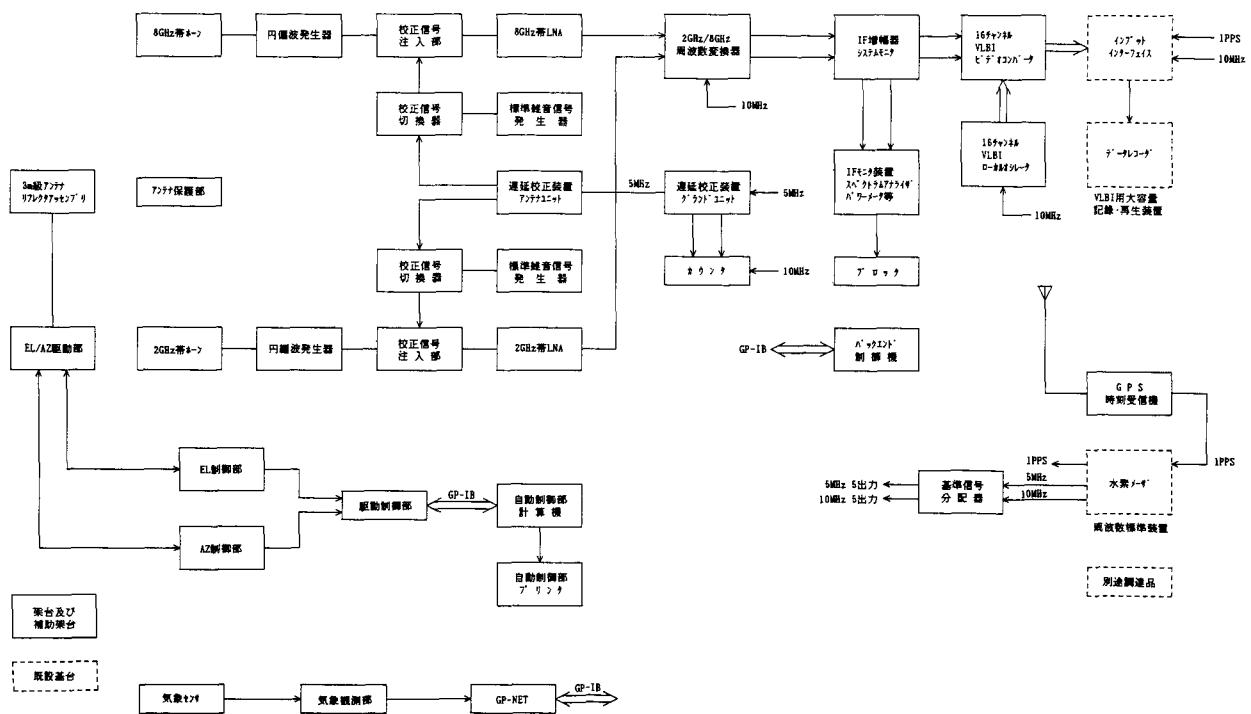 8GHz帯ホーン
円偏波発生器
校正信号
注入部
8GHz帯LNA
2GHz/8GHz
周波数変換器
10MHz
IF増幅器
システムモニタ
16チャンネル
VLBI
ビデオコンバータ
インプット
インターフェイス
1PPS
10MHz
校正信号
切換器
標準雑音信号
発生器
16チャンネル
VLBI
ローカルオシレータ
10MHz
データレコーダ
VLBI用大容量
記録・再生装置
3m級アンテナ
リフレクタアッセンブリ
アンテナ保護部
遅延校正装置
アンテナユニット
5MHz
遅延校正装置
グランドユニット
5MHz
IFモニタ装置
スペクトラムアナライザ
パワーメータ等
校正信号
切換器
標準雑音信号
発生器
カウンタ
10MHz
プロッタ
EL/AZ駆動部
2GHz帯ホーン
円偏波発生器
校正信号
注入部
2GHz帯LNA
GP-IB
バックエンド
制御機
GPS
時刻受信機
1PPS
EL制御部
AZ制御部
駆動制御部
GP-IB
自動制御部
計算機
自動制御部
プリンタ
5MHz 5出力
10MHz 5出力
基準信号
分配器
1PPS
5MHz
10MHz
水素メーザ
周波数標準装置
別途調達品
架台及び
補助架台
既設基台
気象センサ
気象観測部
GP-NET
GP-IB